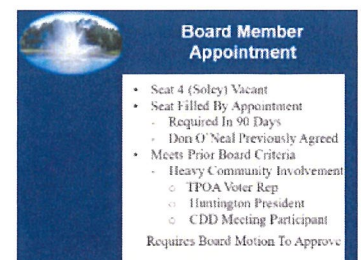 Board Member
Appointment
• Seat 4 (Soley) Vacant
• Seat Filled By Appointment
- Required In 90 Days
- Don O'Neal Previously Agreed
• Meets Prior Board Criteria
- Heavy Community Involvement
o TPOA Voter Rep
o Huntington President
o CDD Meeting Participant
Requires Board Motion To Approve